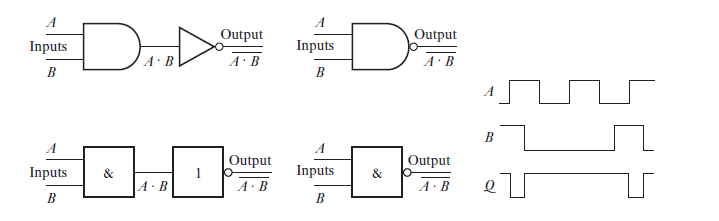 A
Inputs
B
A · B
Output
A̅ ̅·̅ ̅B̅
A
Inputs
B
Output
A̅ ̅·̅ ̅B̅
A
B
Q
A
Inputs
B
&
A · B
1
Output
A̅ ̅·̅ ̅B̅
A
Inputs
B
&
Output
A̅ ̅·̅ ̅B̅